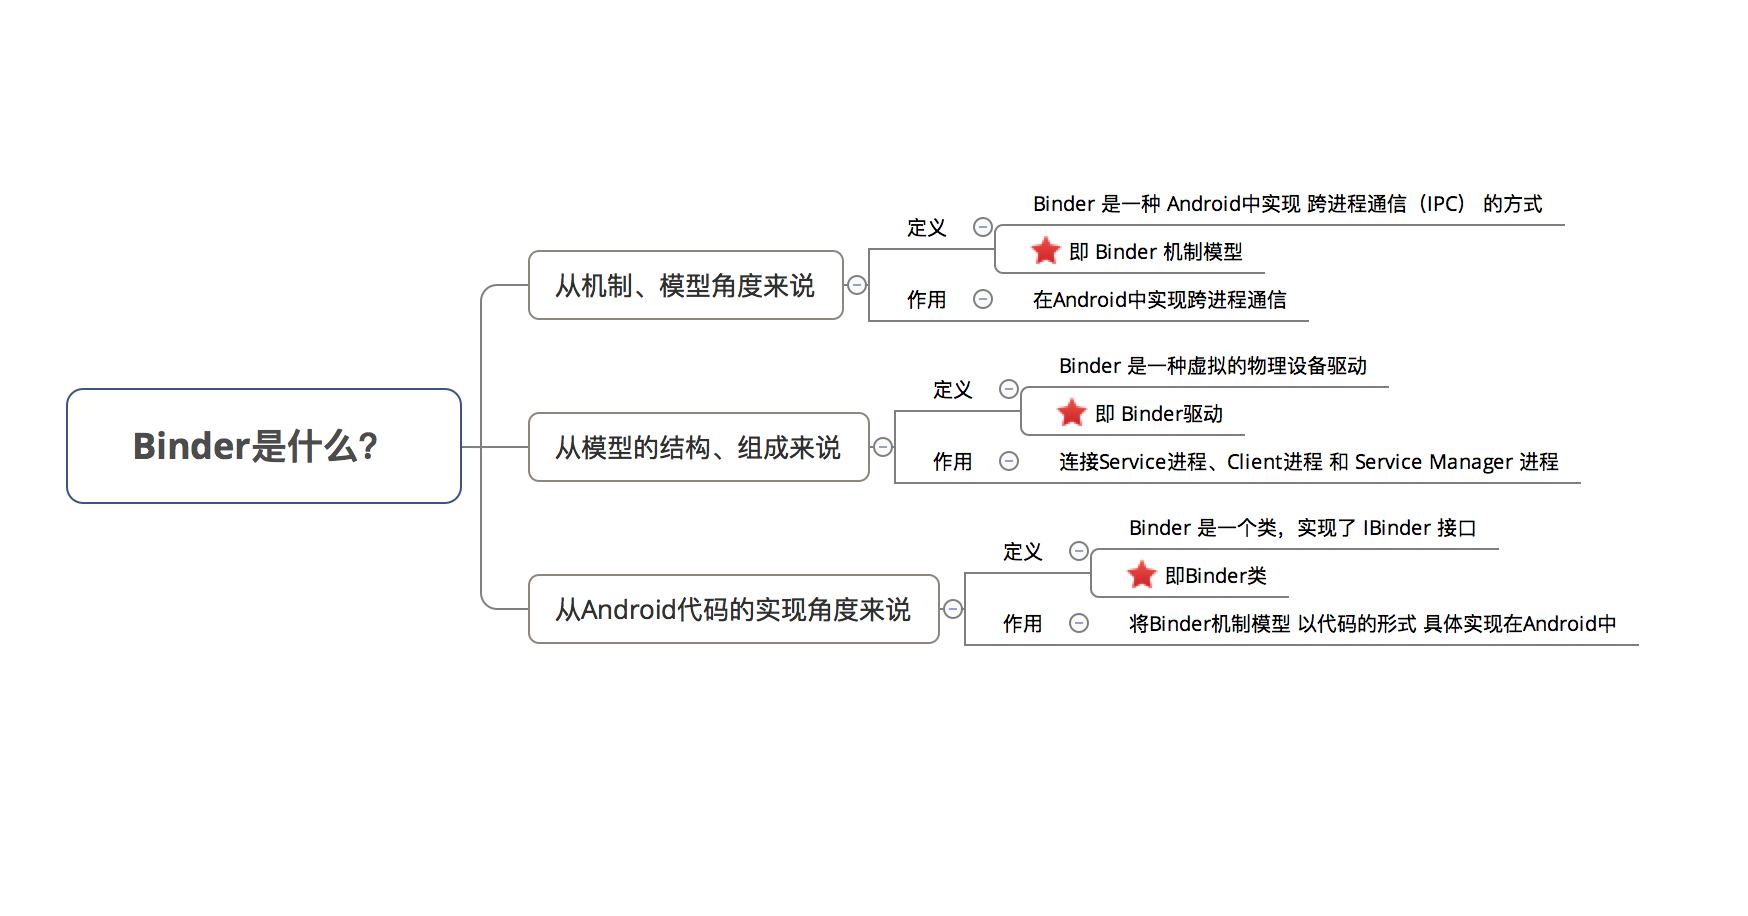 Binder是什么？
从机制、模型角度来说
定义
Binder 是一种 Android中实现 跨进程通信（IPC） 的方式
即 Binder 机制模型
作用
在Android中实现跨进程通信
从模型的结构、组成来说
定义
Binder 是一种虚拟的物理设备驱动
即 Binder驱动
作用
连接Service进程、Client进程 和 Service Manager 进程
从Android代码的实现角度来说
定义
Binder 是一个类，实现了 IBinder 接口
即Binder类
作用
将Binder机制模型 以代码的形式 具体实现在Android中